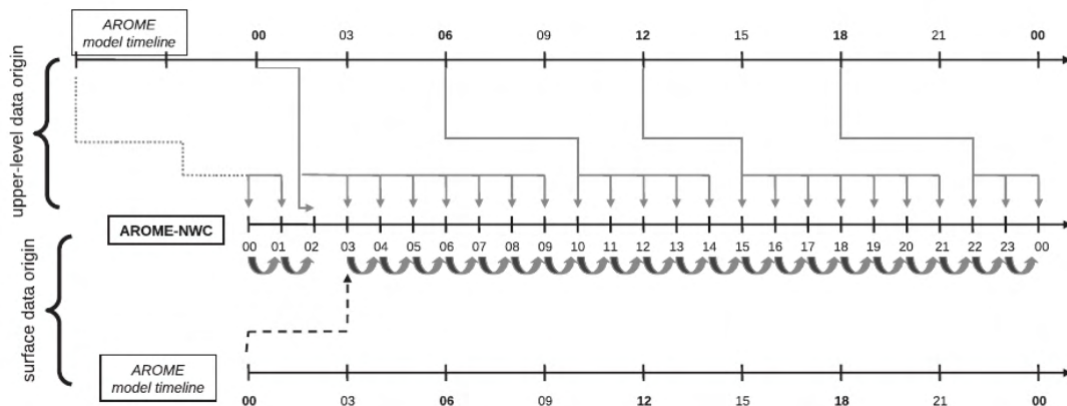 AROME
model timeline
00 03 06 09 12 15 18 21 00
upper-level data origin
AROME-NWC
00 01 02 03 04 05 06 07 08 09 10 11 12 13 14 15 16 17 18 19 20 21 22 23 00
surface data origin
AROME
model timeline
00 03 06 09 12 15 18 21 00